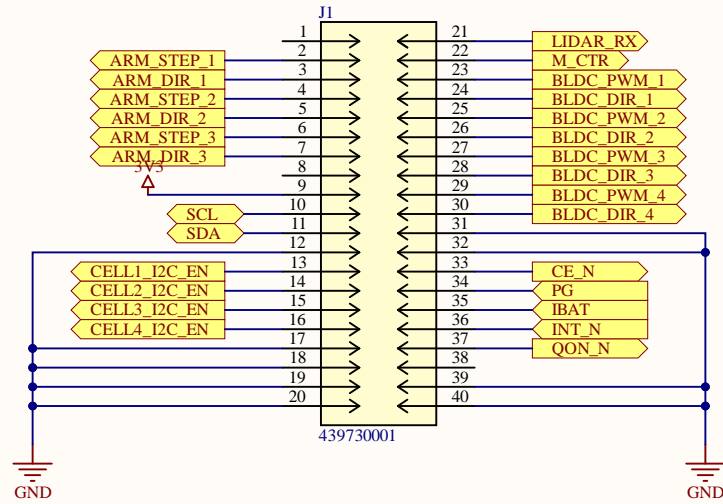 J1
1 21 LIDAR_RX
ARM_STEP_1 2 22 M_CTR
ARM_DIR_1 3 23 BLDC_PWM_1
ARM_STEP_2 4 24 BLDC_DIR_1
ARM_DIR_2 5 25 BLDC_PWM_2
ARM_STEP_3 6 26 BLDC_DIR_2
ARM_DIR_3 7 27 BLDC_PWM_3
3V3 8 28 BLDC_DIR_3
9 29 BLDC_PWM_4
SCL 10 30 BLDC_DIR_4
SDA 11 31
12 32
CELL1_I2C_EN 13 33 CE_N
CELL2_I2C_EN 14 34 PG
CELL3_I2C_EN 15 35 IBAT
CELL4_I2C_EN 16 36 INT_N
17 37 QON_N
18 38
19 39
20 40
439730001
GND GND